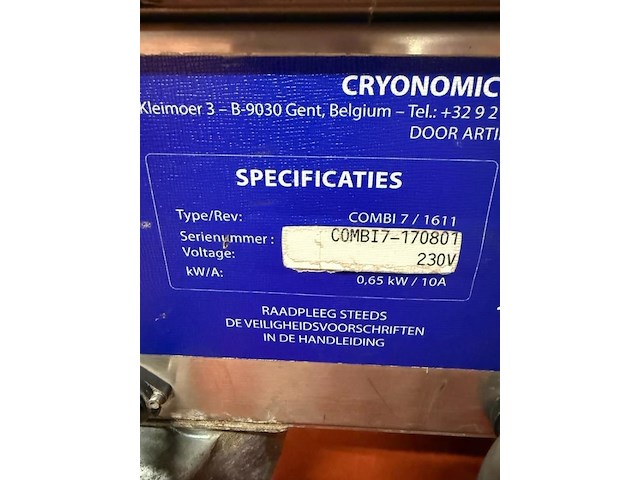 CRYONOMIC
Kleimoer 3 – B-9030 Gent, Belgium – Tel.: +32 9 2
DOOR ARTI
SPECIFICATIES
Type/Rev: COMBI 7 / 1611
Serienummer : COMBI7-170801
Voltage: 230V
kW/A: 0,65 kW / 10A
RAADPLEEG STEEDS
DE VEILIGHEIDSVOORSCHRIFTEN
IN DE HANDLEIDING